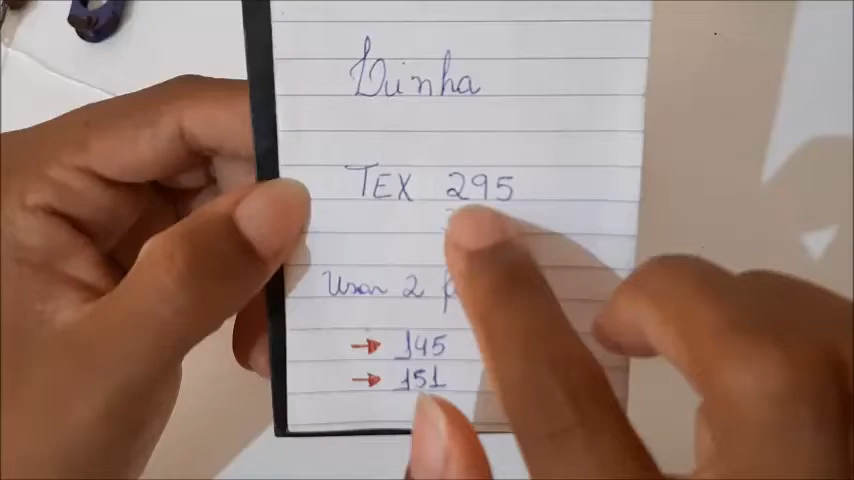 Linha
TEX 295
Usar 2
→ 145
→ 151